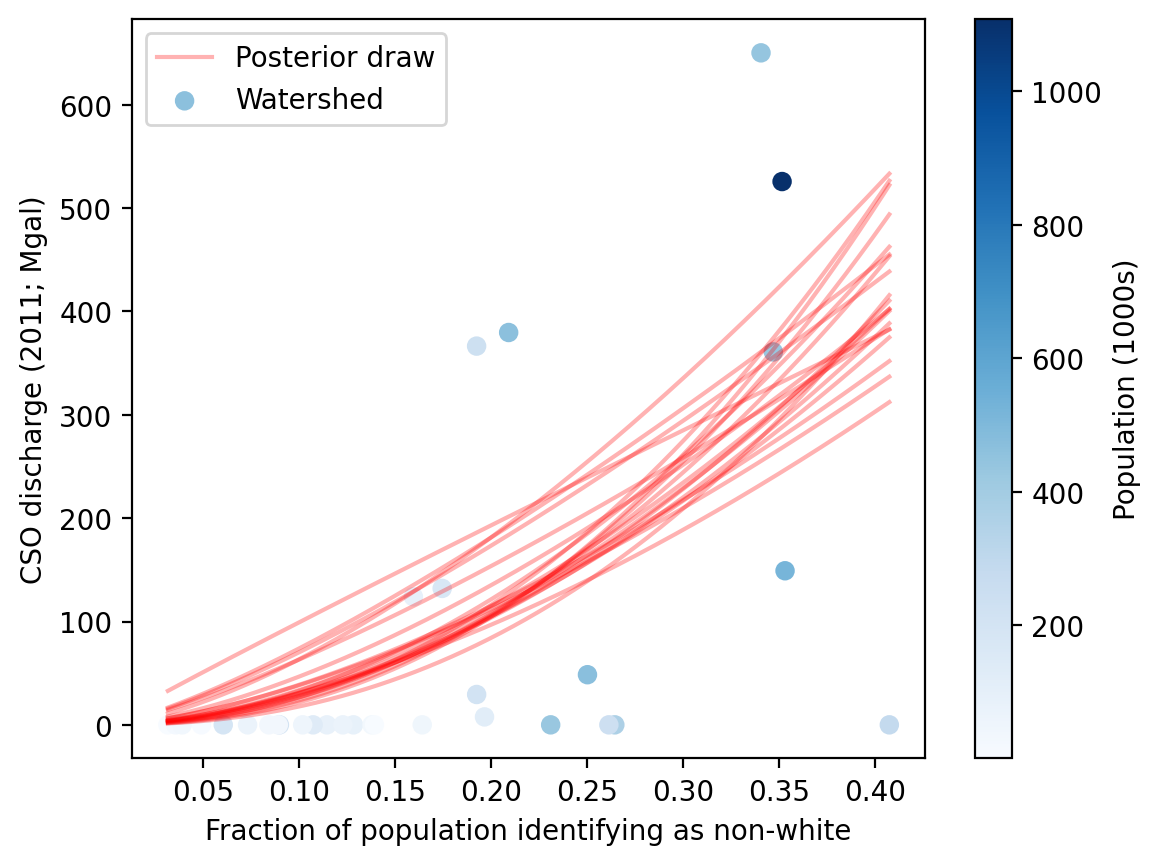 Posterior draw
Watershed
CSO discharge (2011; Mgal)
600
500
400
300
200
100
0
0.05 0.10 0.15 0.20 0.25 0.30 0.35 0.40
Fraction of population identifying as non-white
1000
800
600
400
200
Population (1000s)